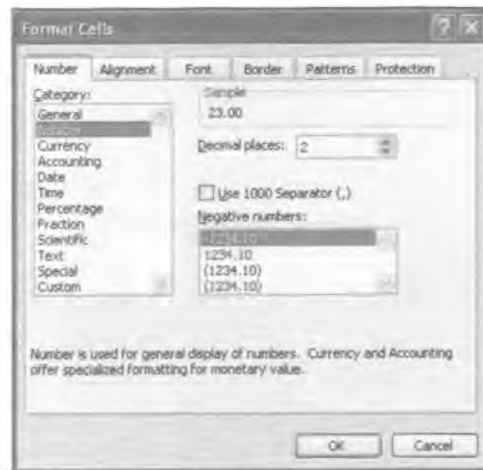 Format Cells
Number Alignment Font Border Patterns Protection
Category:
General
Number
Currency
Accounting
Date
Time
Percentage
Fraction
Scientific
Text
Special
Custom
Sample
23.00
Decimal places: 2
Use 1000 Separator (,)
Negative numbers:
-1234.10
1234.10
(1234.10)
(1234.10)
Number is used for general display of numbers. Currency and Accounting
offer specialized formatting for monetary value.
OK Cancel